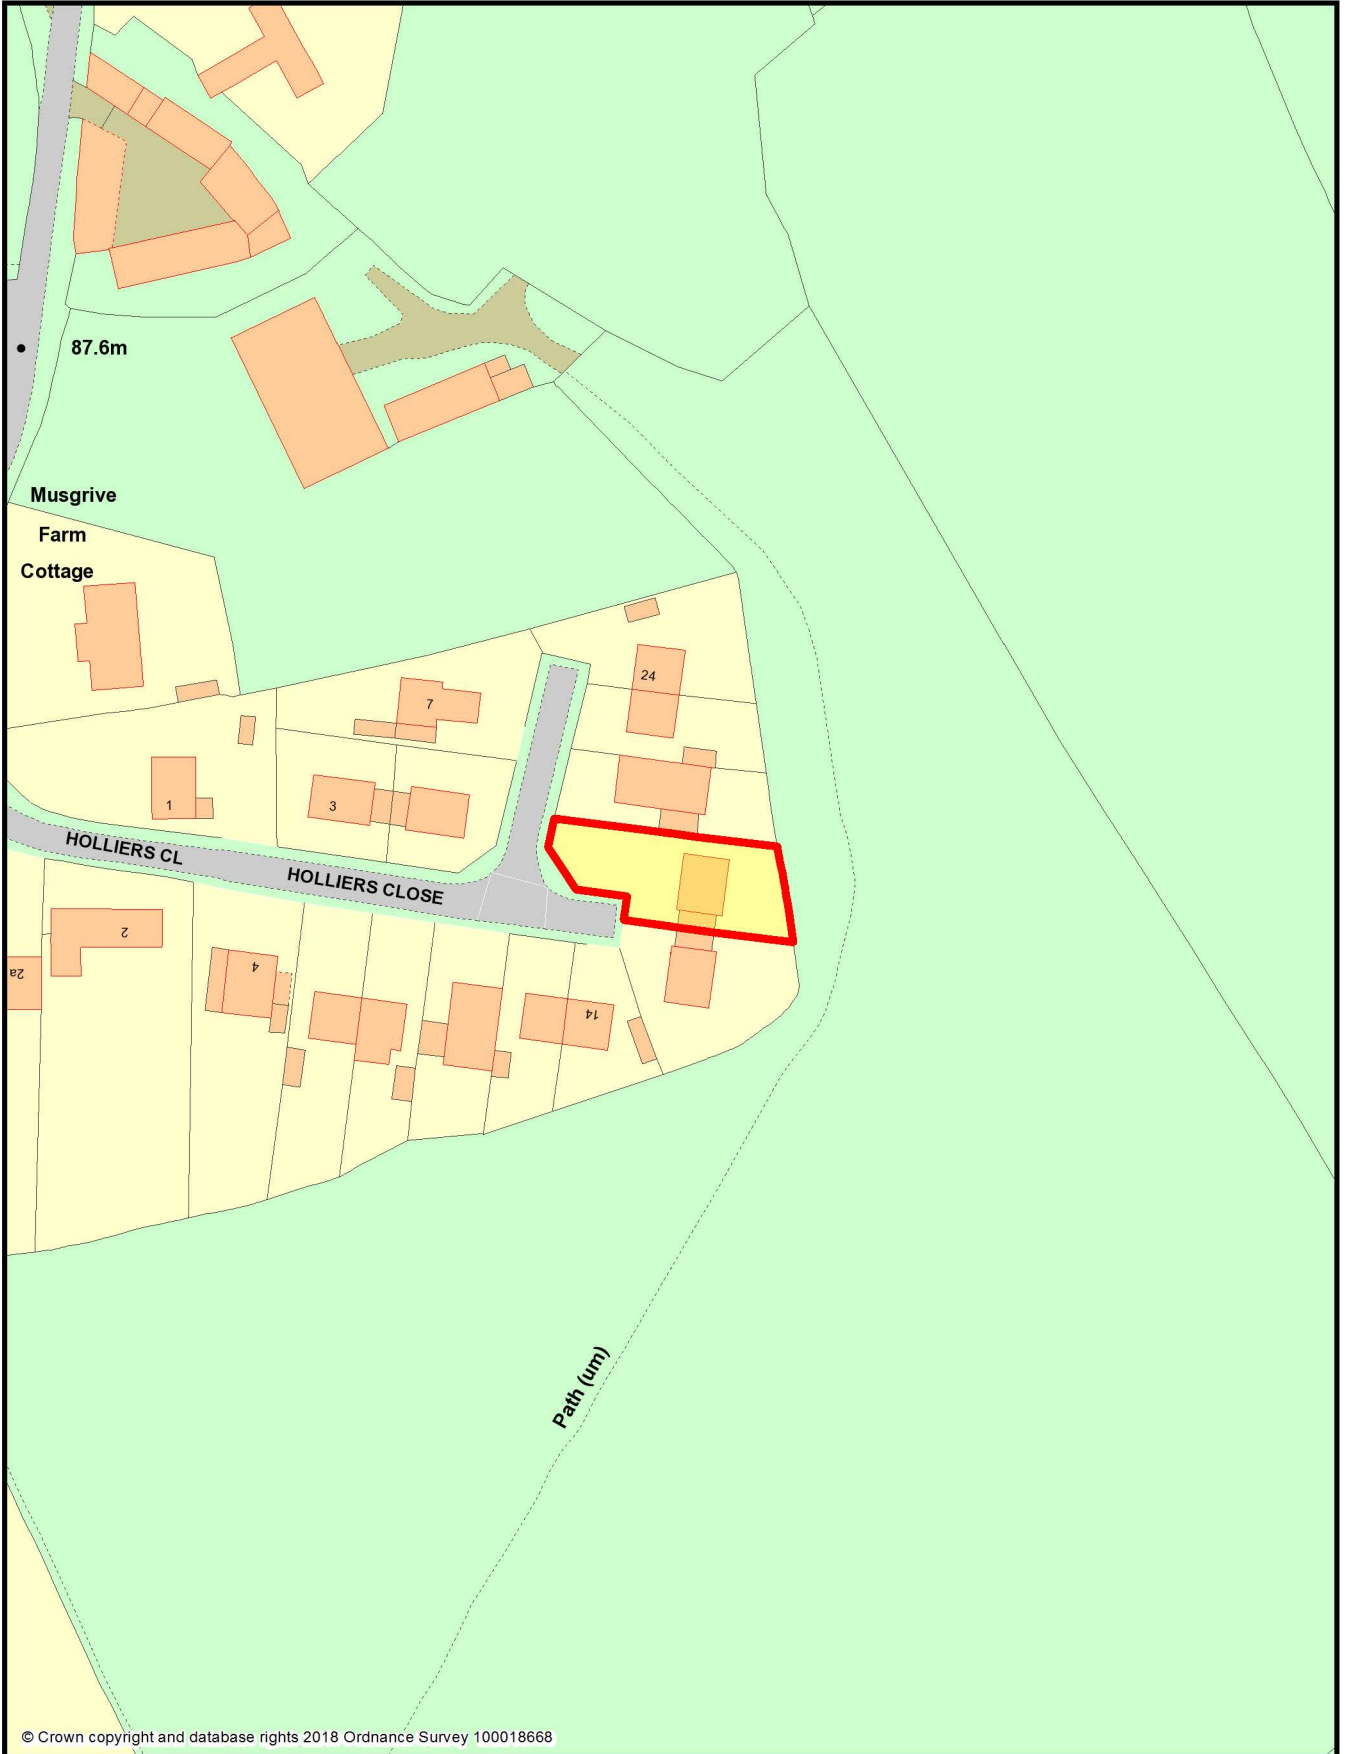 87.6m
Musgrive
Farm
Cottage
24
7
1
3
HOLLIERS CL
HOLLIERS CLOSE
2
2a
4
14
Path (um)
© Crown copyright and database rights 2018 Ordnance Survey 100018668